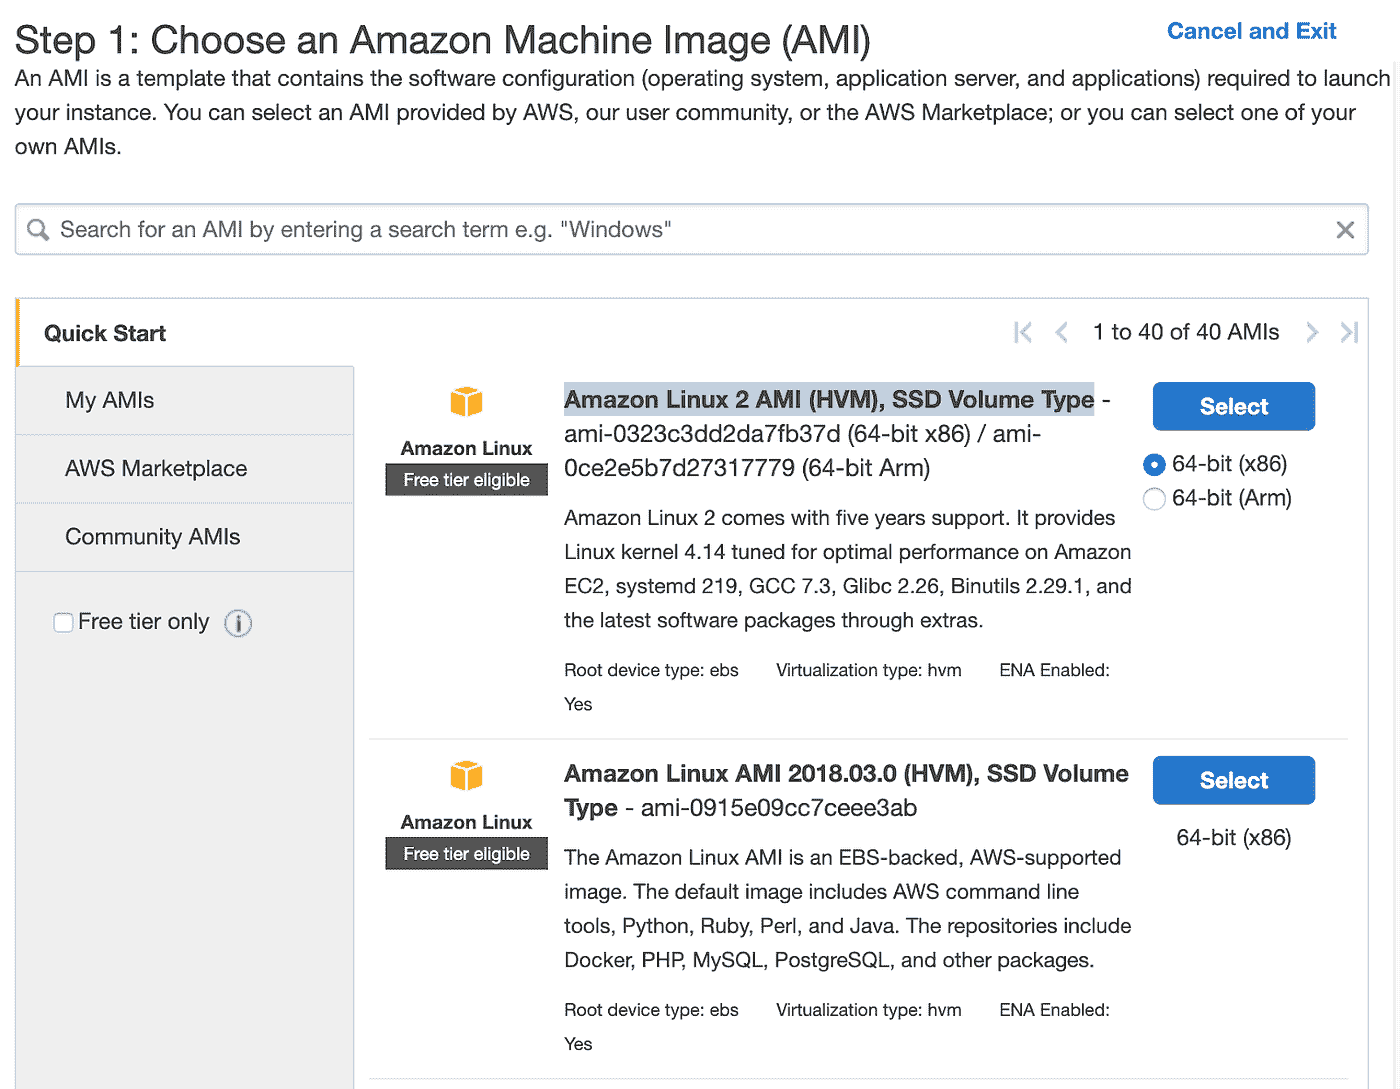 Step 1: Choose an Amazon Machine Image (AMI)
Cancel and Exit
An AMI is a template that contains the software configuration (operating system, application server, and applications) required to launch
your instance. You can select an AMI provided by AWS, our user community, or the AWS Marketplace; or you can select one of your
own AMIs.
Search for an AMI by entering a search term e.g. "Windows"
Quick Start
1 to 40 of 40 AMIs
My AMIs
AWS Marketplace
Community AMIs
Free tier only
Amazon Linux
Free tier eligible
Amazon Linux 2 AMI (HVM), SSD Volume Type -
ami-0323c3dd2da7fb37d (64-bit x86) / ami-
0ce2e5b7d27317779 (64-bit Arm)
Amazon Linux 2 comes with five years support. It provides
Linux kernel 4.14 tuned for optimal performance on Amazon
EC2, systemd 219, GCC 7.3, Glibc 2.26, Binutils 2.29.1, and
the latest software packages through extras.
Root device type: ebs Virtualization type: hvm ENA Enabled:
Yes
Select
64-bit (x86)
64-bit (Arm)
Amazon Linux
Free tier eligible
Amazon Linux AMI 2018.03.0 (HVM), SSD Volume
Type - ami-0915e09cc7ceee3ab
The Amazon Linux AMI is an EBS-backed, AWS-supported
image. The default image includes AWS command line
tools, Python, Ruby, Perl, and Java. The repositories include
Docker, PHP, MySQL, PostgreSQL, and other packages.
Root device type: ebs Virtualization type: hvm ENA Enabled:
Yes
Select
64-bit (x86)